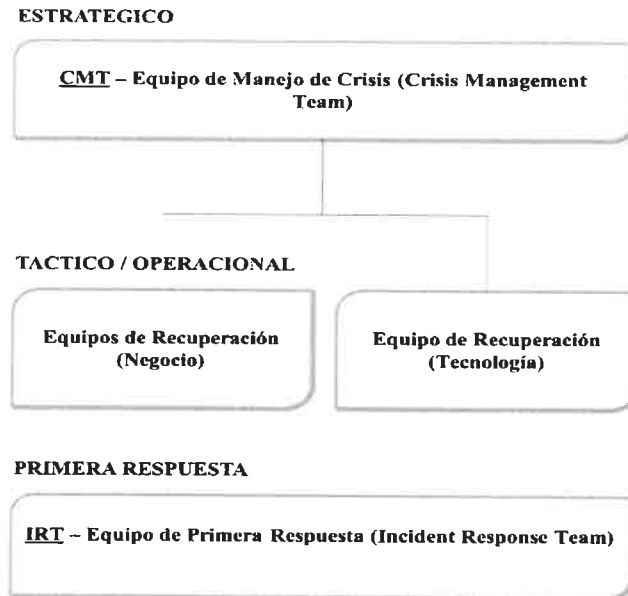 ESTRATEGICO
CMT – Equipo de Manejo de Crisis (Crisis Management
Team)
TACTICO / OPERACIONAL
Equipos de Recuperación
(Negocio)
Equipo de Recuperación
(Tecnología)
PRIMERA RESPUESTA
IRT – Equipo de Primera Respuesta (Incident Response Team)